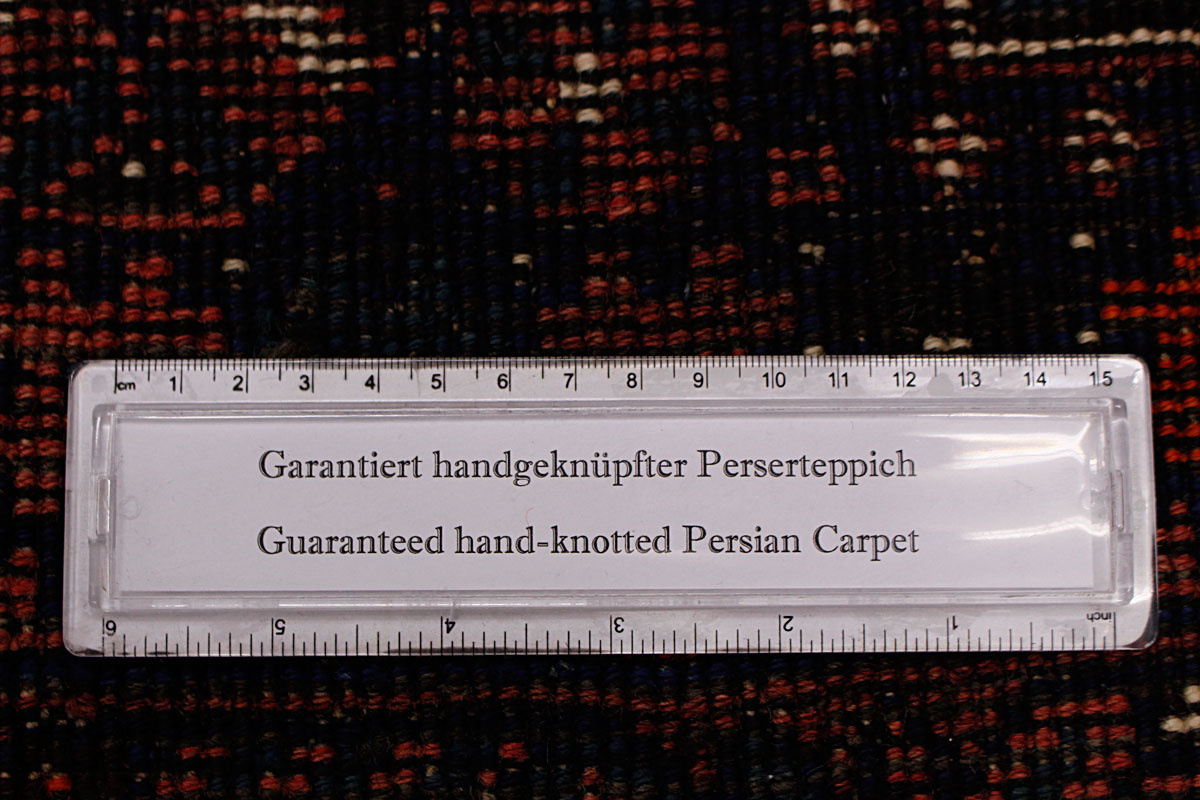 cm 1 2 3 4 5 6 7 8 9 10 11 12 13 14 15
Garantiert handgeknüpfter Perserteppich
Guaranteed hand-knotted Persian Carpet
6 5 4 3 2 1 inch